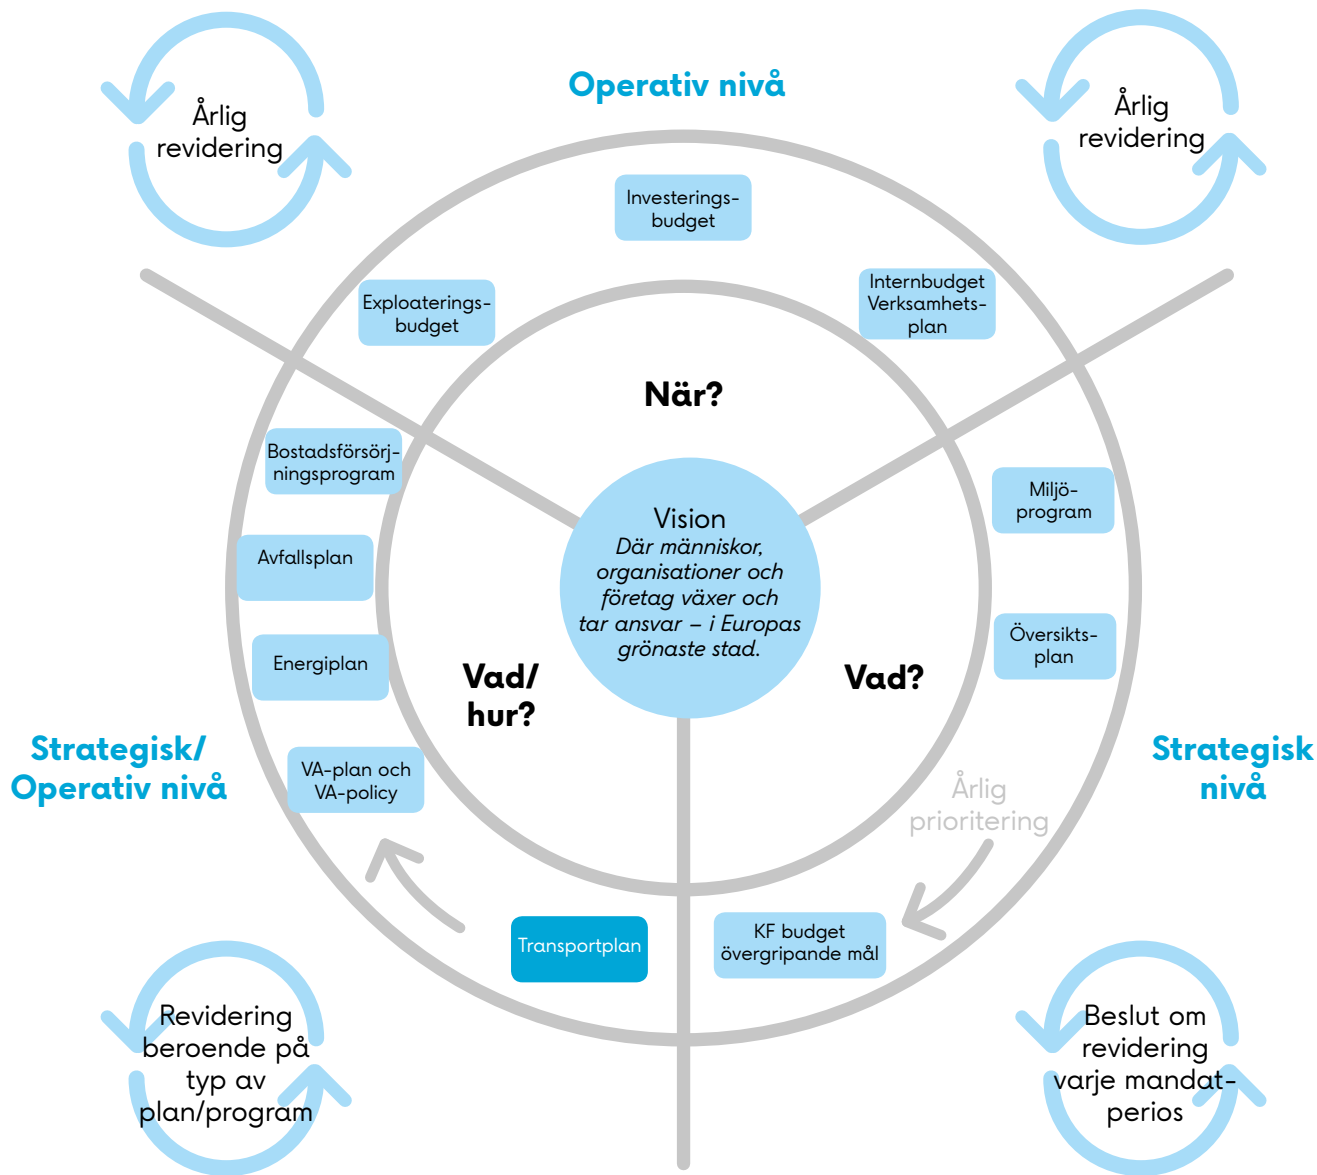 Årlig
revidering
Operativ nivå
Årlig
revidering
Investerings-
budget
Exploaterings-
budget
Internbudget
Verksamhets-
plan
När?
Bostadsförsörj-
ningsprogram
Avfallsplan
Energiplan
VA-plan och
VA-policy
Vision
Där människor,
organisationer och
företag växer och
tar ansvar – i Europas
grönaste stad.
Miljö-
program
Översikts-
plan
Vad/
hur?
Vad?
Strategisk/
Operativ nivå
Strategisk
nivå
Årlig
prioritering
Transportplan
KF budget
övergripande mål
Revidering
beroende på
typ av
plan/program
Beslut om
revidering
varje mandat-
perios